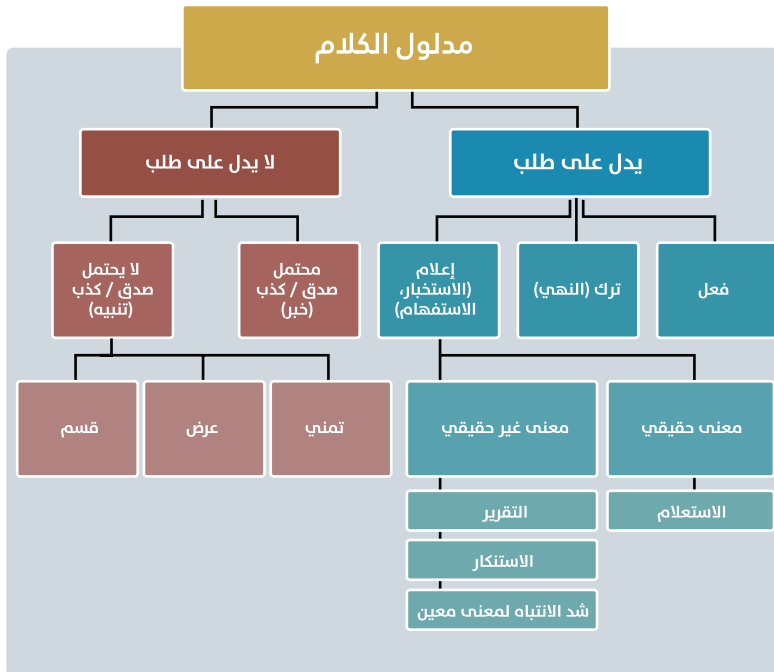 مدلول الكلام
يدل على طلب
لا يدل على طلب
فعل
ترك (النهي)
إعلام
(الاستخبار،
الاستفهام)
محتمل
صدق / كذب
(خبر)
لا يحتمل
صدق / كذب
(تنبيه)
معنى حقيقي
معنى غير حقيقي
تمني
عرض
قسم
الاستعلام
التقرير
الاستنكار
شد الانتباه لمعنى معين